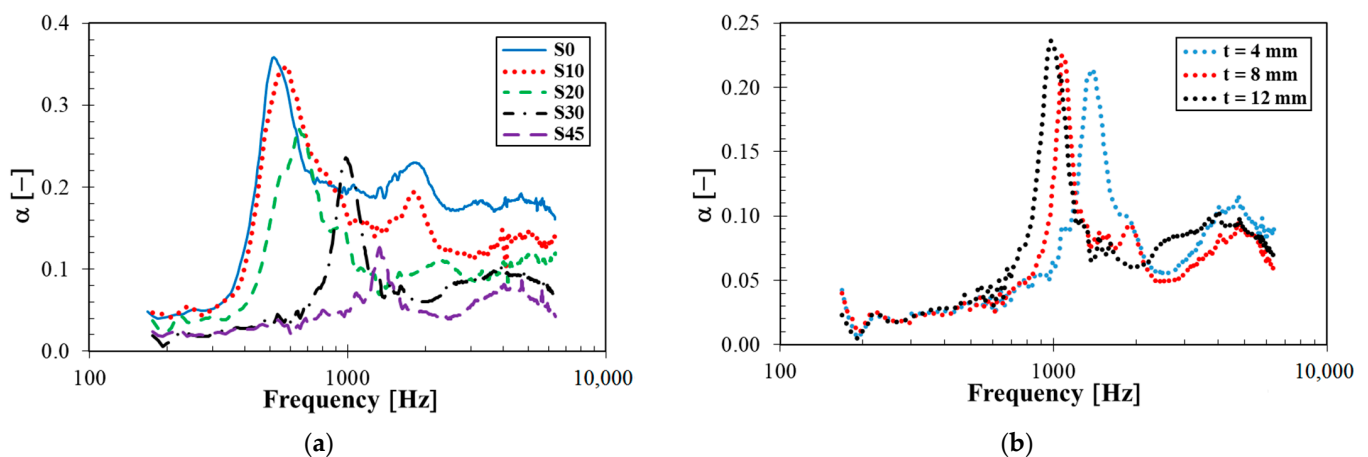 0.4
0.3
0.2
0.1
0.0
α [−]
S0
S10
S20
S30
S45
100
1000
10,000
Frequency [Hz]
(a)
0.25
0.20
0.15
0.10
0.05
0.00
α [−]
t = 4 mm
t = 8 mm
t = 12 mm
100
1000
10,000
Frequency [Hz]
(b)